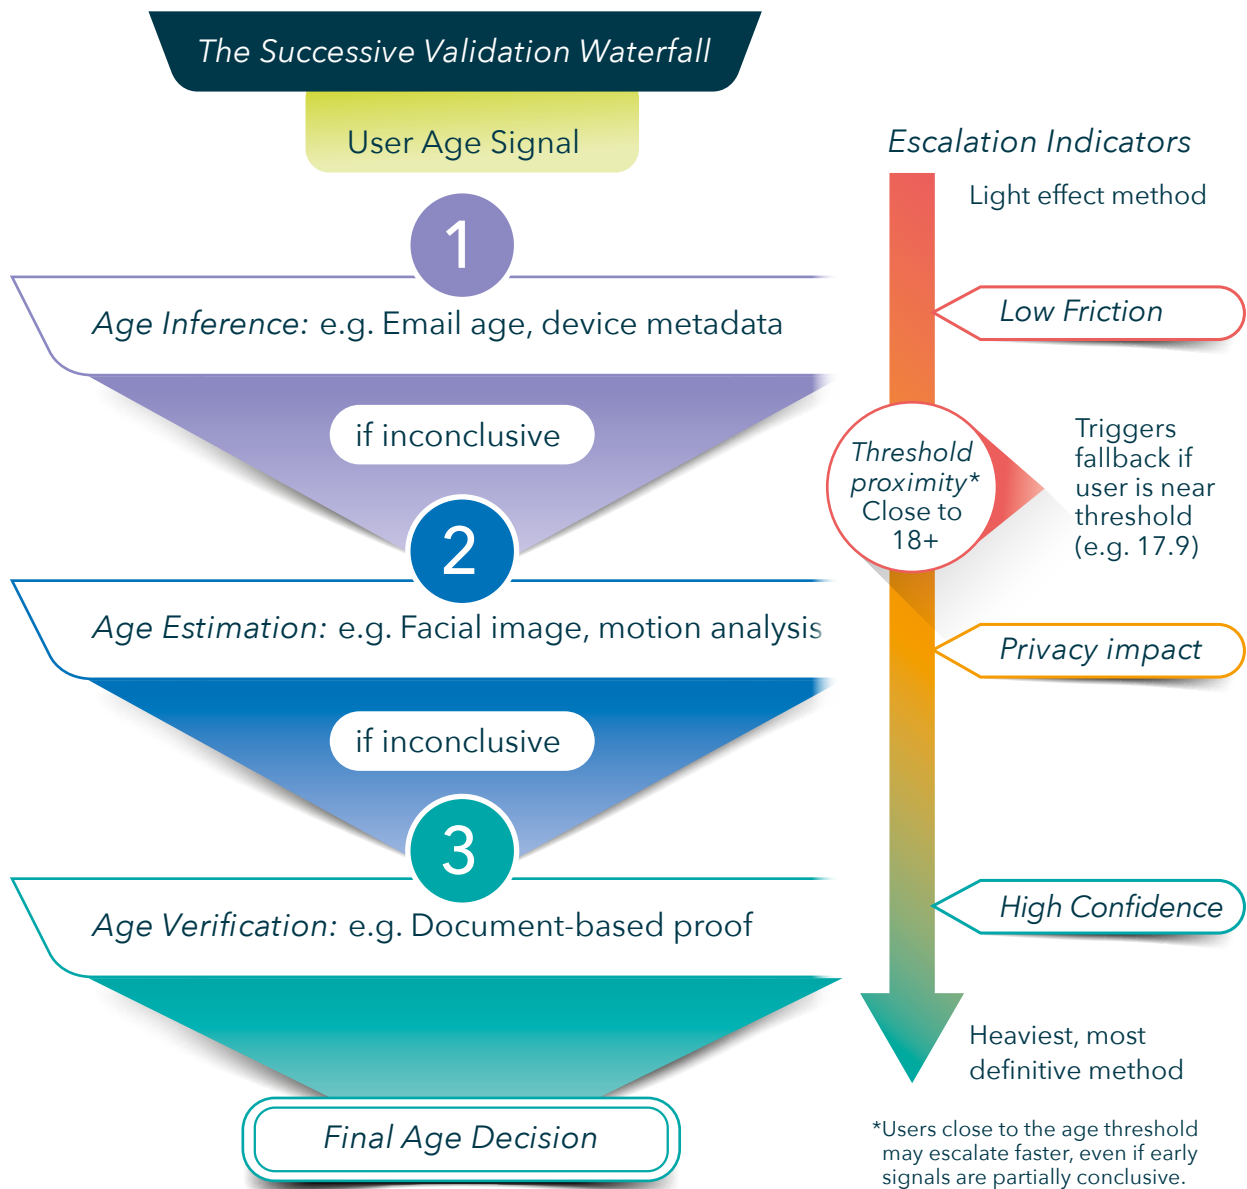 The Successive Validation Waterfall
User Age Signal
1
Age Inference: e.g. Email age, device metadata
if inconclusive
2
Age Estimation: e.g. Facial image, motion analysis
if inconclusive
3
Age Verification: e.g. Document-based proof
Final Age Decision
Escalation Indicators
Light effect method
Low Friction
Threshold
proximity*
Close to
18+
Triggers
fallback if
user is near
threshold
(e.g. 17.9)
Privacy impact
High Confidence
Heaviest, most
definitive method
*Users close to the age threshold
may escalate faster, even if early
signals are partially conclusive.